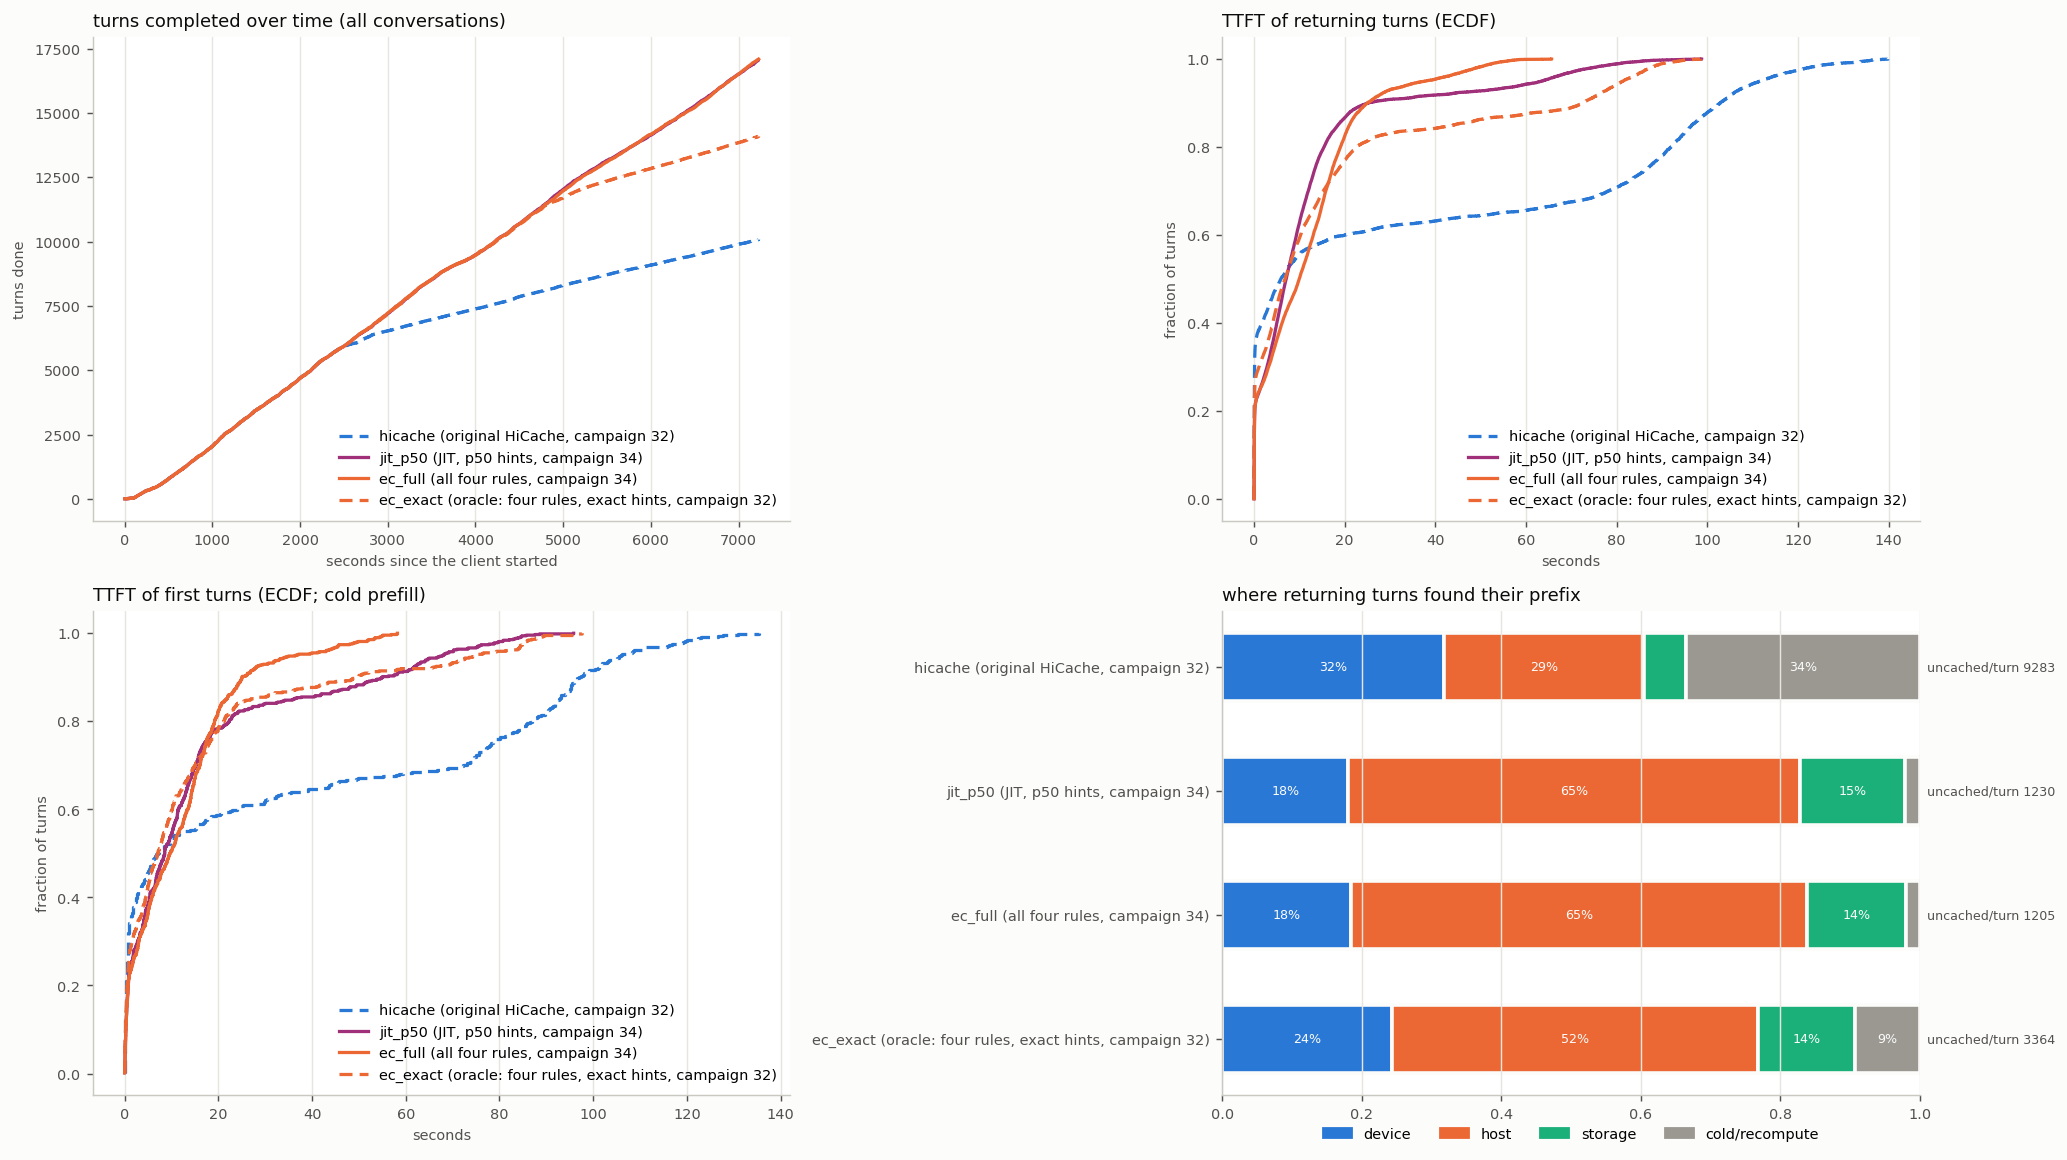 turns completed over time (all conversations)
17500
15000
12500
10000
7500
5000
2500
0
turns done
0 1000 2000 3000 4000 5000 6000 7000
seconds since the client started
hicache (original HiCache, campaign 32)
jit_p50 (JIT, p50 hints, campaign 34)
ec_full (all four rules, campaign 34)
ec_exact (oracle: four rules, exact hints, campaign 32)
TTFT of returning turns (ECDF)
1.0
0.8
0.6
0.4
0.2
0.0
fraction of turns
0 20 40 60 80 100 120 140
seconds
hicache (original HiCache, campaign 32)
jit_p50 (JIT, p50 hints, campaign 34)
ec_full (all four rules, campaign 34)
ec_exact (oracle: four rules, exact hints, campaign 32)
TTFT of first turns (ECDF; cold prefill)
1.0
0.8
0.6
0.4
0.2
0.0
fraction of turns
0 20 40 60 80 100 120 140
seconds
hicache (original HiCache, campaign 32)
jit_p50 (JIT, p50 hints, campaign 34)
ec_full (all four rules, campaign 34)
ec_exact (oracle: four rules, exact hints, campaign 32)
where returning turns found their prefix
hicache (original HiCache, campaign 32) 32% 29% 34% uncached/turn 9283
jit_p50 (JIT, p50 hints, campaign 34) 18% 65% 15% uncached/turn 1230
ec_full (all four rules, campaign 34) 18% 65% 14% uncached/turn 1205
ec_exact (oracle: four rules, exact hints, campaign 32) 24% 52% 14% 9% uncached/turn 3364
0.0 0.2 0.4 0.6 0.8 1.0
device host storage cold/recompute